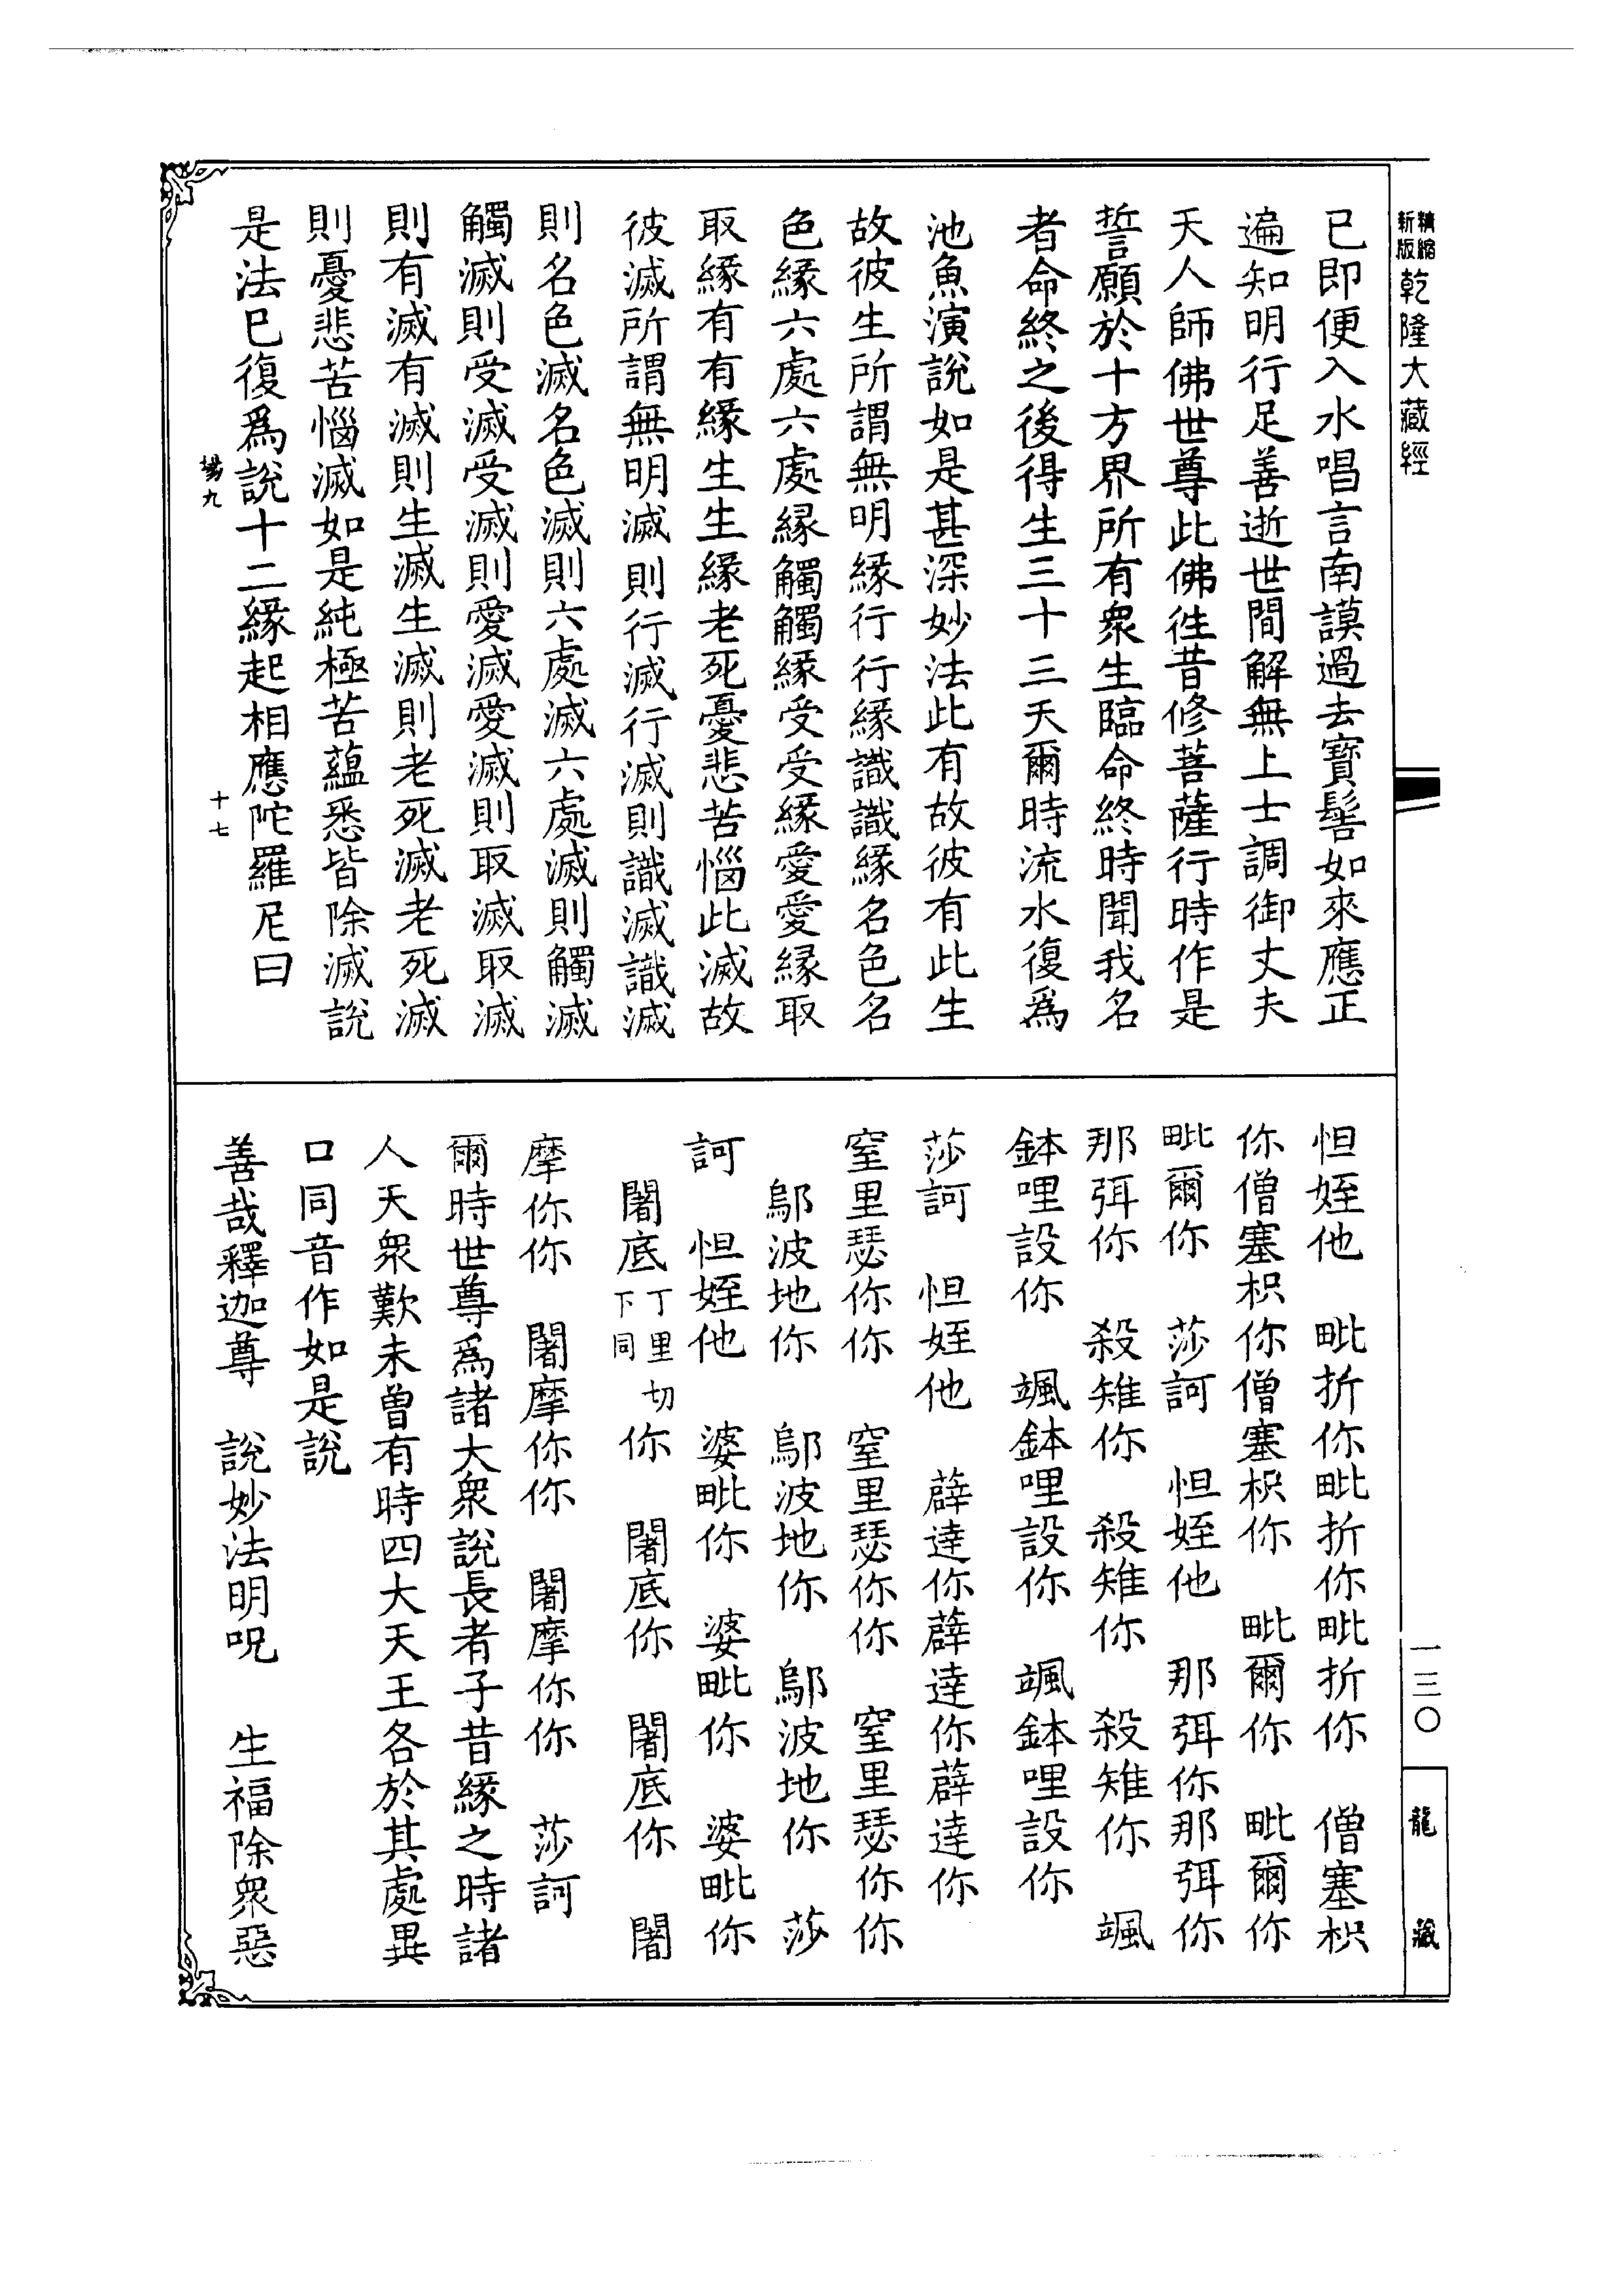 精縮新版乾隆大藏經
已即便入水唱言南謨過去寶髻如來應正
遍知明行足善逝世間解無上士調御丈夫
天人師佛世尊此佛徃昔修菩薩行時作是
誓願於十方界所有衆生臨命終時聞我名
者命終之後得生三十三天爾時流水復爲
池魚演說如是甚深妙法此有故彼有此生
故彼生所謂無明緣行行緣識識緣名色名
色緣六處六處緣觸觸緣受受緣愛愛緣取
取緣有有緣生生緣老死憂悲苦惱此滅故
彼滅所謂無明滅則行滅行滅則識滅識滅
則名色滅名色滅則六處滅六處滅則觸滅
觸滅則受滅受滅則愛滅愛滅則取滅取滅
則有滅有滅則生滅生滅則老死滅老死滅
則憂悲苦惱滅如是純極苦蘊悉皆除滅說
是法已復爲說十二緣起相應陀羅尼曰
場九 十七
怛姪他 毗折你毗折你毗折你 僧塞枳
你僧塞枳你僧塞枳你 毗爾你 毗爾你
毗爾你 莎訶 怛姪他 那弭你那弭你
那弭你 殺雉你 殺雉你 殺雉你 颯
鉢哩設你 颯鉢哩設你 颯鉢哩設你
莎訶 怛姪他 薜達你薜達你薜達你
窒里瑟你你 窒里瑟你你 窒里瑟你你
鄔波地你 鄔波地你 鄔波地你 莎
訶 怛姪他 婆毗你 婆毗你 婆毗你
闍底丁里切下同你 闍底你 闍底你 闍
摩你你 闍摩你你 闍摩你你 莎訶
爾時世尊爲諸大衆說長者子昔緣之時諸
人天衆歎未曾有時四大天王各於其處異
口同音作如是說
善哉釋迦尊 說妙法明呪 生福除衆惡
一三〇
龍藏